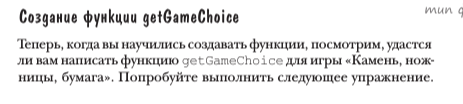 Создание функции getGameChoice
тип
Теперь, когда вы научились создавать функции, посмотрим, удастся
ли вам написать функцию getGameChoice для игры «Камень, нож-
ницы, бумага». Попробуйте выполнить следующее упражнение.